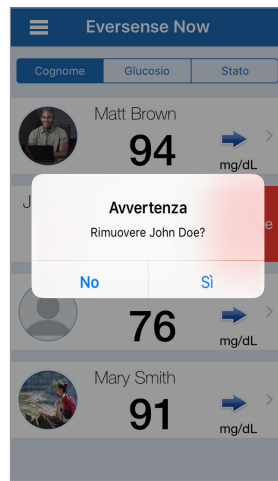 Eversense Now
Cognome
Glucosio
Stato
Matt Brown
94
mg/dL
J
e
Avvertenza
Rimuovere John Doe?
No
Sì
76
mg/dL
Mary Smith
91
mg/dL